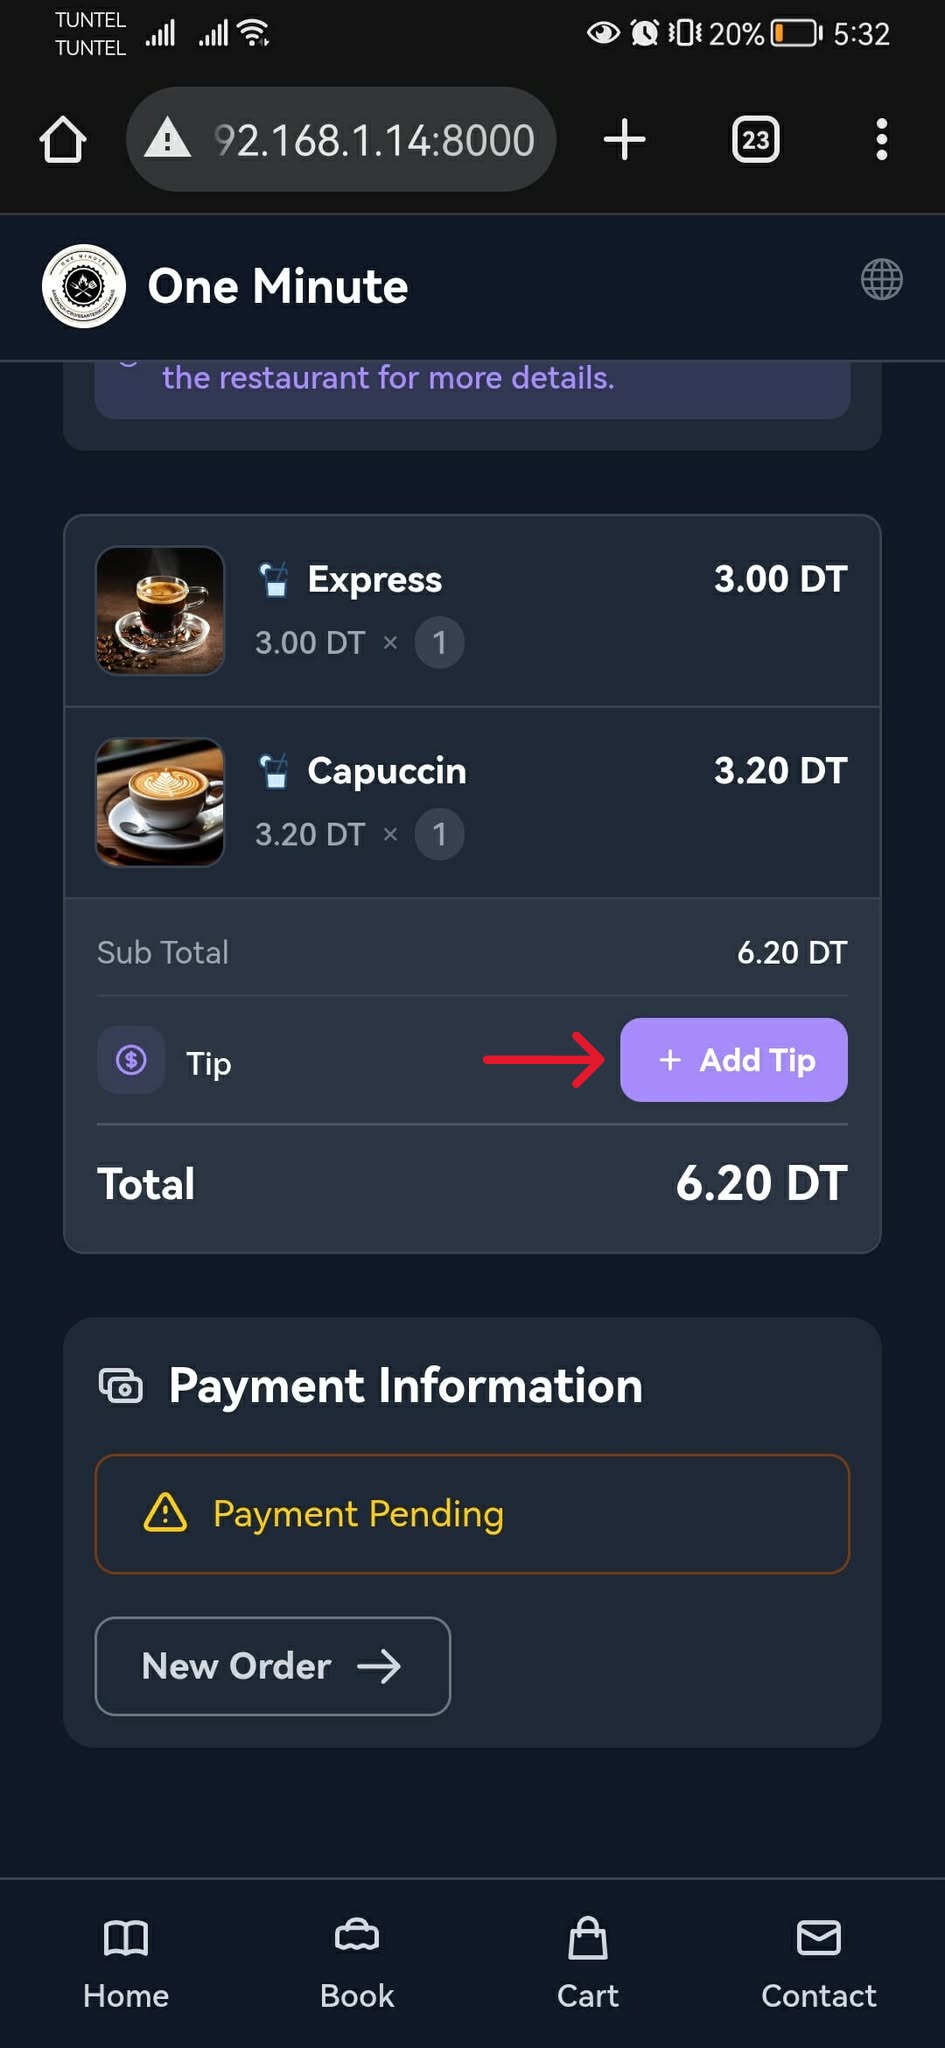 TUNTEL
TUNTEL
20% 5:32
92.168.1.14:8000
23
ONE MINUTE
One Minute
the restaurant for more details.
Express 3.00 DT
3.00 DT × 1
Capuccin 3.20 DT
3.20 DT × 1
Sub Total 6.20 DT
$ Tip + Add Tip
Total 6.20 DT
Payment Information
Payment Pending
New Order →
Home Book Cart Contact